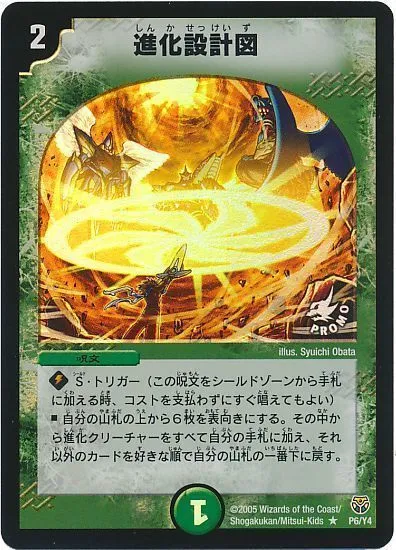 2
しんかせっけいず
進化設計図
PROMO
illus. Syuichi Obata
呪文
S・トリガー（この呪文をシールドゾーンから手札
に加える時、コストを支払わずにすぐ唱えてもよい）
■自分の山札の上から６枚を表向きにする。その中か
ら進化クリーチャーをすべて自分の手札に加え、それ
以外のカードを好きな順で自分の山札の一番下に戻す。
1
©2005 Wizards of the Coast/
Shogakukan/Mitsui-Kids ★ P6/Y4